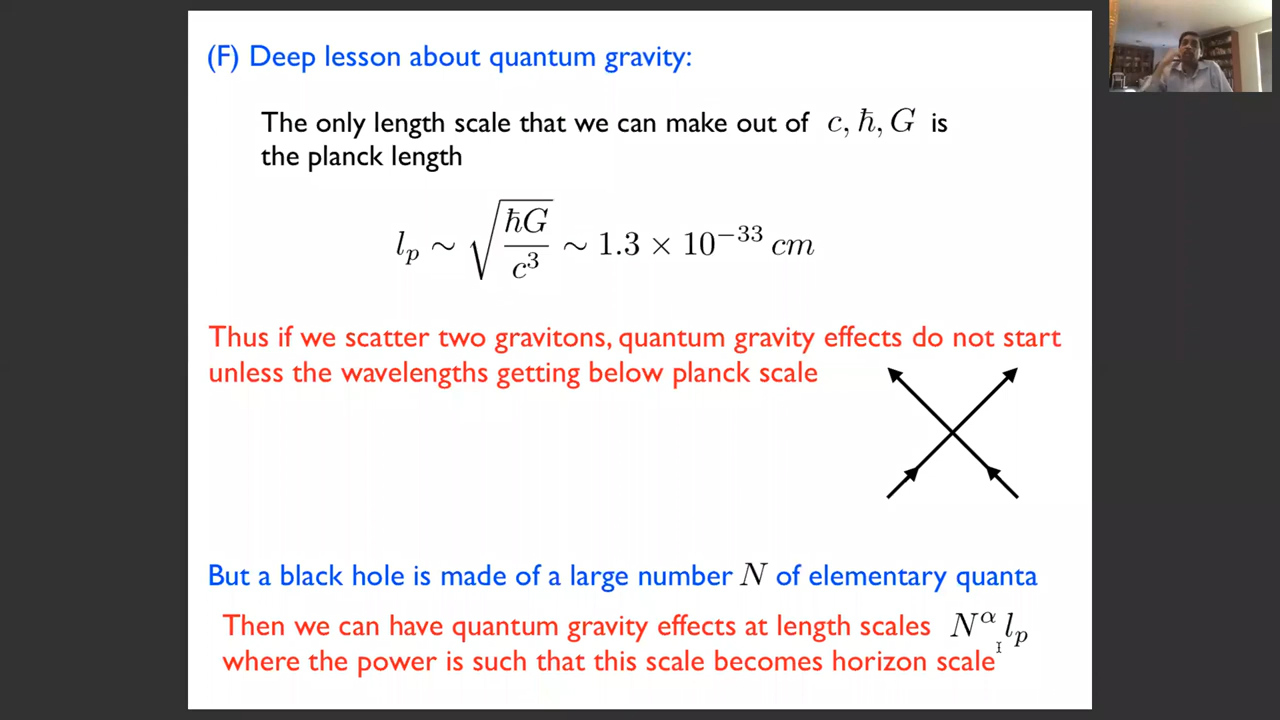 (F) Deep lesson about quantum gravity:
The only length scale that we can make out of c, ħ, G is
the planck length
l_p ∼ √(ħG/c³) ∼ 1.3 × 10⁻³³ cm
Thus if we scatter two gravitons, quantum gravity effects do not start
unless the wavelengths getting below planck scale
But a black hole is made of a large number N of elementary quanta
Then we can have quantum gravity effects at length scales N^α l_p
where the power is such that this scale becomes horizon scale